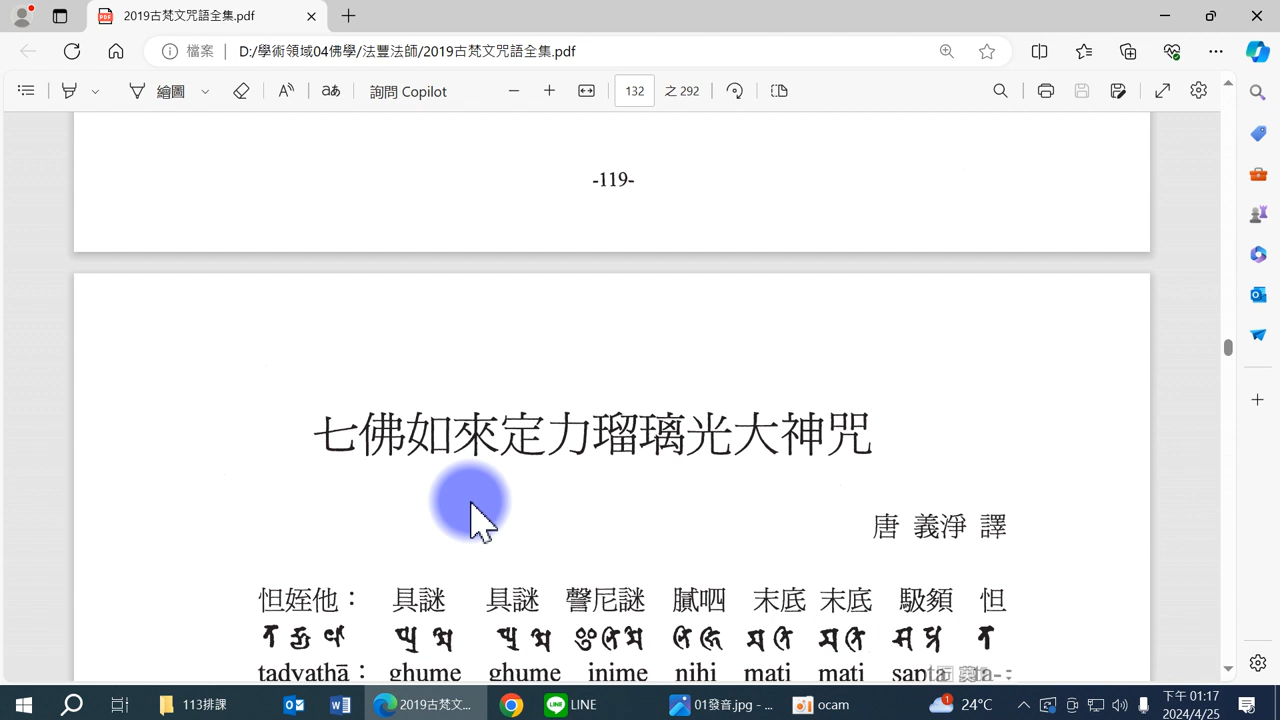 2019古梵文咒語全集.pdf
檔案
D:/學術領域04佛學/法豐法師/2019古梵文咒語全集.pdf
繪圖
aあ
詢問 Copilot
132
之 292
-119-
七佛如來定力瑠璃光大神咒
唐 義淨 譯
怛姪他： 具謎 具謎 謦尼謎 膩呬 末底 末底 馺頞 怛
tadyathā： ghume ghume inime nihi mati mati sapta ta-
113排課
2019古梵文...
LINE
01發音.jpg - ...
ocam
24°C
下午 01:17
2024/4/25